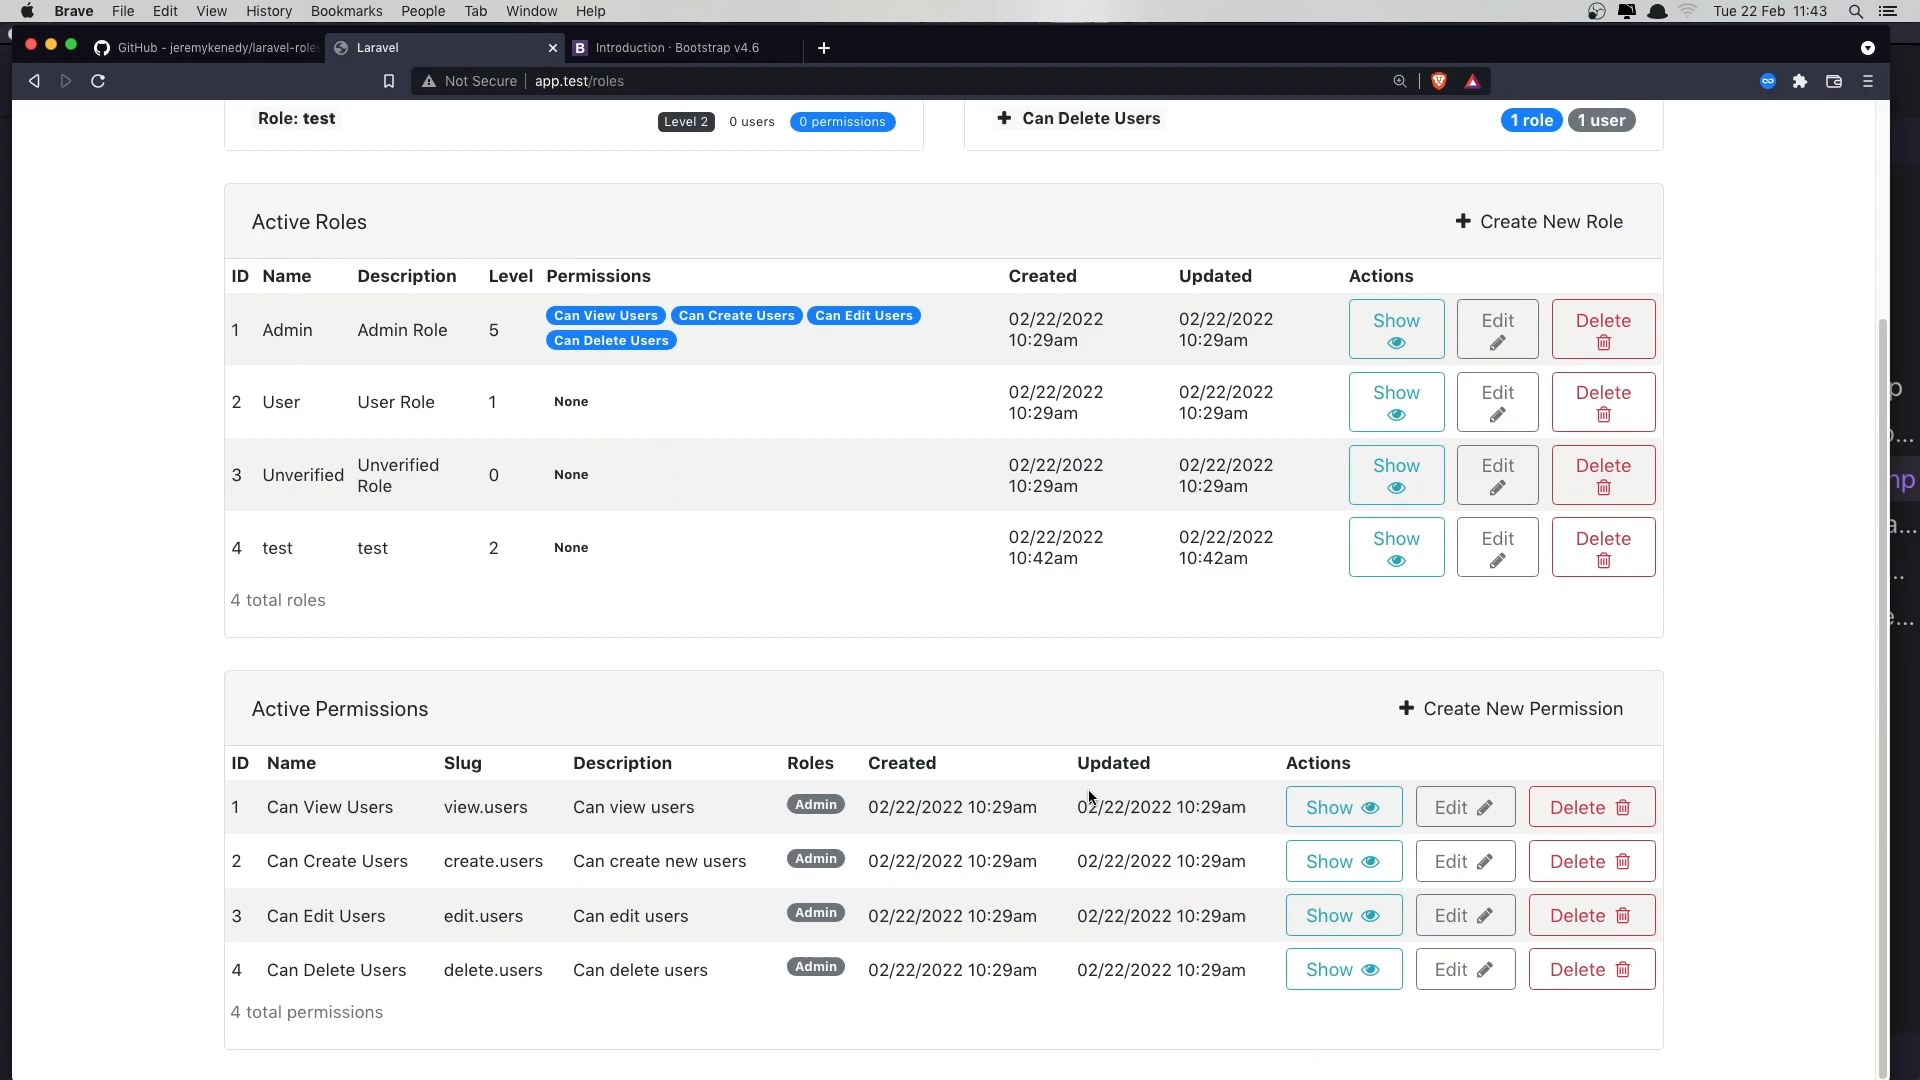 Brave File Edit View History Bookmarks People Tab Window Help Tue 22 Feb 11:43
GitHub - jeremykenedy/laravel-role Laravel B Introduction · Bootstrap v4.6
Not Secure app.test/roles
Role: test Level 2 0 users 0 permissions Can Delete Users 1 role 1 user
Active Roles Create New Role
ID Name Description Level Permissions Created Updated Actions
1 Admin Admin Role 5 Can View Users Can Create Users Can Edit Users Can Delete Users 02/22/2022 10:29am 02/22/2022 10:29am Show Edit Delete
2 User User Role 1 None 02/22/2022 10:29am 02/22/2022 10:29am Show Edit Delete
3 Unverified Unverified Role 0 None 02/22/2022 10:29am 02/22/2022 10:29am Show Edit Delete
4 test test 2 None 02/22/2022 10:42am 02/22/2022 10:42am Show Edit Delete
4 total roles
Active Permissions Create New Permission
ID Name Slug Description Roles Created Updated Actions
1 Can View Users view.users Can view users Admin 02/22/2022 10:29am 02/22/2022 10:29am Show Edit Delete
2 Can Create Users create.users Can create new users Admin 02/22/2022 10:29am 02/22/2022 10:29am Show Edit Delete
3 Can Edit Users edit.users Can edit users Admin 02/22/2022 10:29am 02/22/2022 10:29am Show Edit Delete
4 Can Delete Users delete.users Can delete users Admin 02/22/2022 10:29am 02/22/2022 10:29am Show Edit Delete
4 total permissions